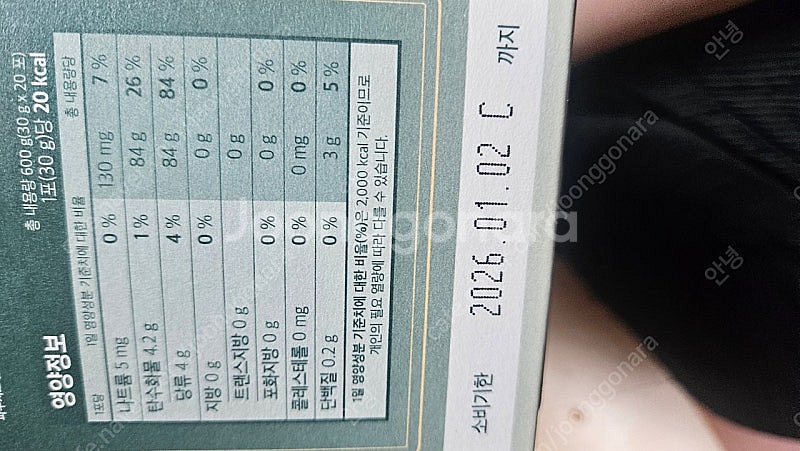 영양정보
총 내용량 600 g(30 g x 20 포)
1포(30 g)당 20 kcal
1포당 1일 영양성분 기준치에 대한 비율 총 내용량당
나트륨 5 mg 0 % 130 mg 7 %
탄수화물 4.2 g 1 % 84 g 26 %
당류 4 g 4 % 84 g 84 %
지방 0 g 0 % 0 g 0 %
트랜스지방 0 g 0 g
포화지방 0 g 0 % 0 g 0 %
콜레스테롤 0 mg 0 % 0 mg 0 %
단백질 0.2 g 0 % 3 g 5 %
1일 영양성분 기준치에 대한 비율(%)은 2,000 kcal 기준이므로
개인의 필요 열량에 따라 다를 수 있습니다.
소비기한 2026.01.02 C 까지
Joonggonara
안녕
joonggonara
안녕
joonggonara